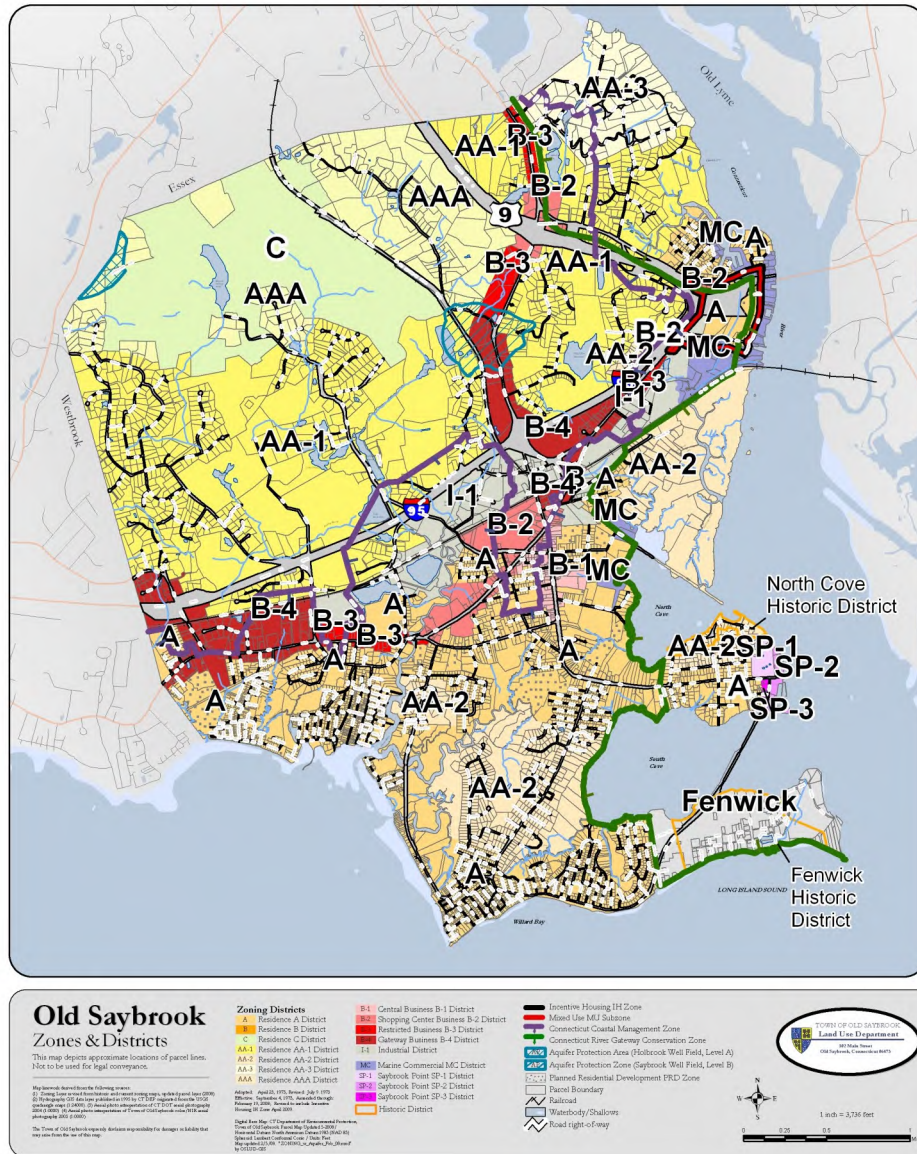 AA-3
Old Lyme
B-3
AA-1
B-2
AAA
Essex
9
MC
A
C
B-3
AA-1
B-2
AAA
A
B-2
MC
AA-2
B-3
I-1
Westbrook
B-4
AA-1
AA-2
B-4
A
I-1
95
MC
B-2
A
B-1
MC
North Cove
Historic District
North
Cove
A
B-4
B-3
A
B-3
A
A
AA-2
SP-1
SP-2
A
A
AA-2
SP-3
South
Cove
AA-2
Fenwick
A
Fenwick
Historic
District
LONG ISLAND SOUND
Willard Bay
Old Saybrook
Zones & Districts
This map depicts approximate locations of parcel lines.
Not to be used for legal conveyance.
Zoning Districts
A Residence A District
B Residence B District
C Residence C District
AA-1 Residence AA-1 District
AA-2 Residence AA-2 District
AA-3 Residence AA-3 District
AAA Residence AAA District
B-1 Central Business B-1 District
B-2 Shopping Center Business B-2 District
B-3 Restricted Business B-3 District
B-4 Gateway Business B-4 District
I-1 Industrial District
MC Marine Commercial MC District
SP-1 Saybrook Point SP-1 District
SP-2 Saybrook Point SP-2 District
SP-3 Saybrook Point SP-3 District
Incentive Housing IH Zone
Mixed Use MU Subzone
Connecticut Coastal Management Zone
Connecticut River Gateway Conservation Zone
Aquifer Protection Area (Holbrook Well Field, Level A)
Aquifer Protection Zone (Saybrook Well Field, Level B)
Planned Residential Development PRD Zone
Parcel Boundary
Railroad
Waterbody/Shallows
Road right-of-way
Historic District
TOWN OF OLD SAYBROOK
Land Use Department
302 Main Street
Old Saybrook, Connecticut 06475
1 inch = 3,736 feet
0 0.25 0.5 1